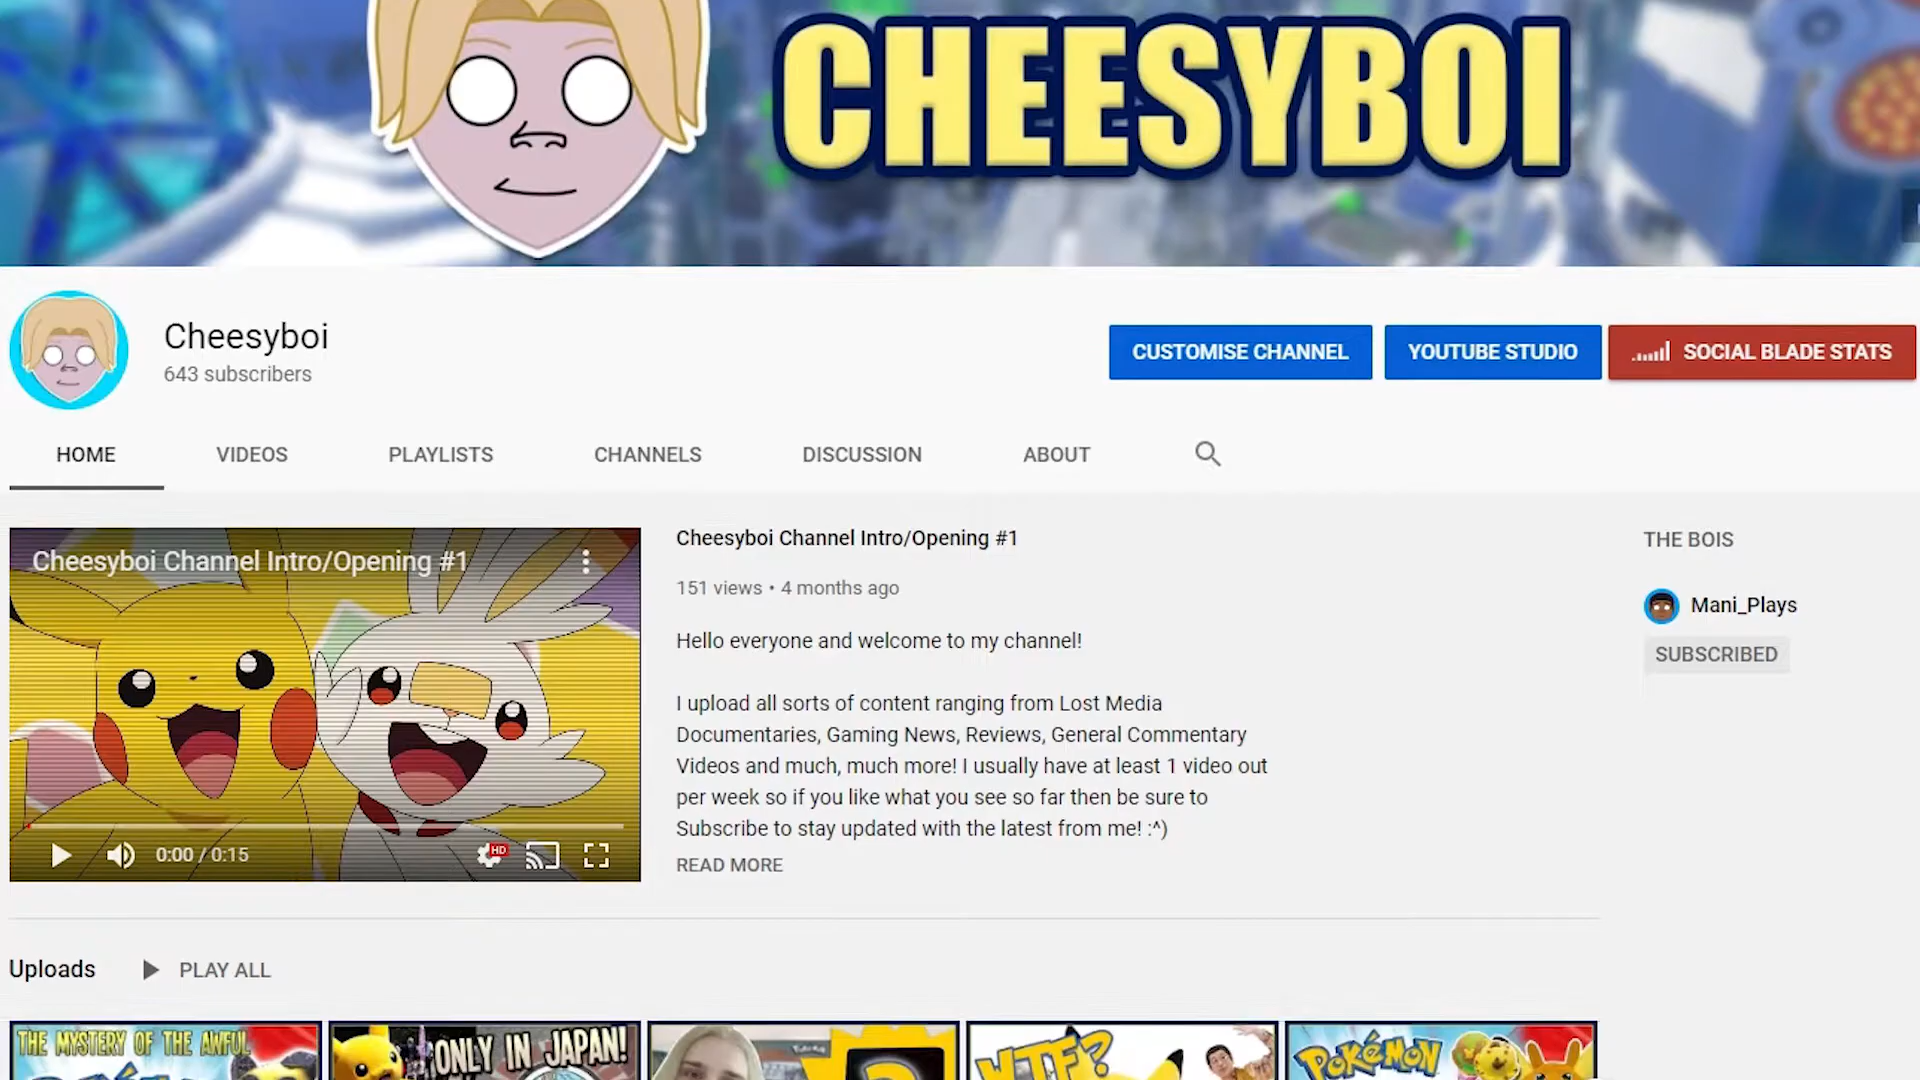 CHEESYBOI
Cheesyboi
643 subscribers
CUSTOMISE CHANNEL
YOUTUBE STUDIO
SOCIAL BLADE STATS
HOME
VIDEOS
PLAYLISTS
CHANNELS
DISCUSSION
ABOUT
Cheesyboi Channel Intro/Opening #1
0:00 / 0:15
HD
Cheesyboi Channel Intro/Opening #1
151 views • 4 months ago
Hello everyone and welcome to my channel!
I upload all sorts of content ranging from Lost Media
Documentaries, Gaming News, Reviews, General Commentary
Videos and much, much more! I usually have at least 1 video out
per week so if you like what you see so far then be sure to
Subscribe to stay updated with the latest from me! :^)
READ MORE
THE BOIS
Mani_Plays
SUBSCRIBED
Uploads
PLAY ALL
THE MYSTERY OF THE AWFUL
ONLY IN JAPAN!
WTF?
POKéMON